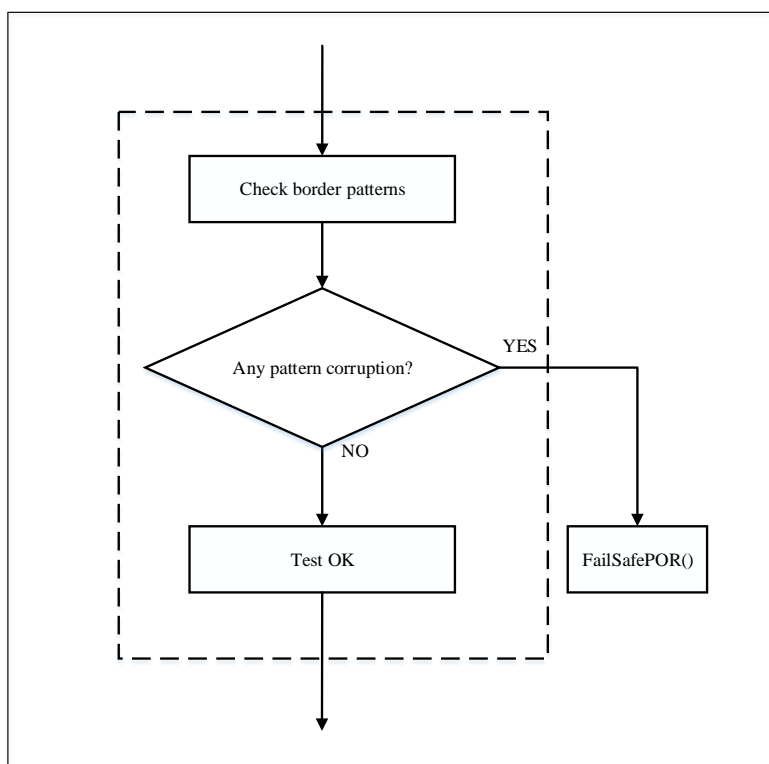 Check border patterns
Any pattern corruption?
YES
NO
Test OK
FailSafePOR()